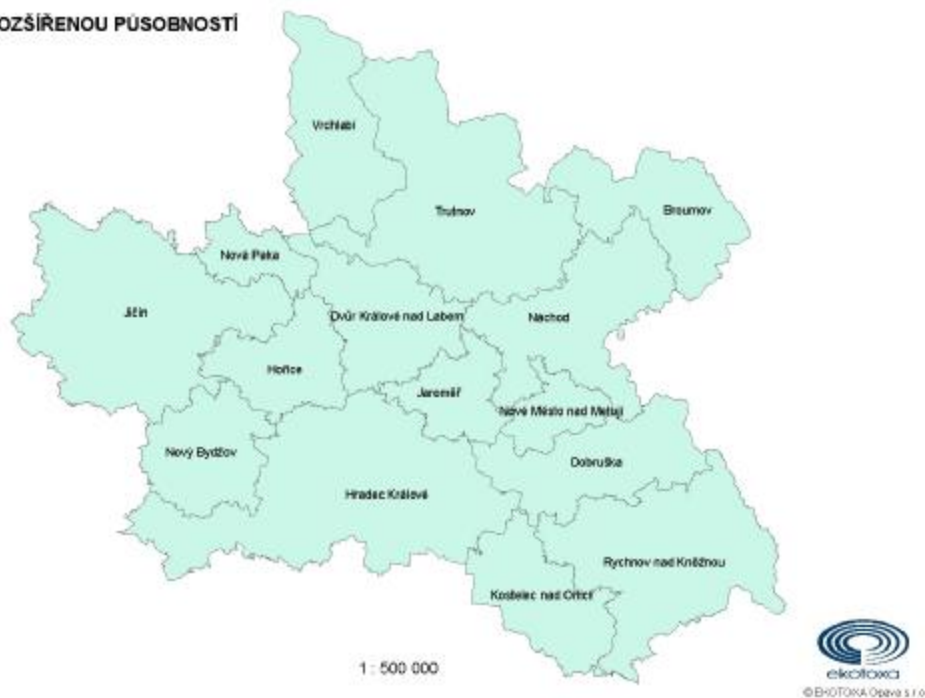 OZŠÍŘENOU PŮSOBNOSTÍ
Vrchlabí
Trutnov
Broumov
Nová Paka
Jičín
Dvůr Králové nad Labem
Náchod
Hořice
Jaroměř
Nové Město nad Metují
Nový Bydžov
Dobruška
Hradec Králové
Rychnov nad Kněžnou
Kostelec nad Orlicí
1 : 500 000
ekotoxa
© EKOTOXA Opava s.r.o